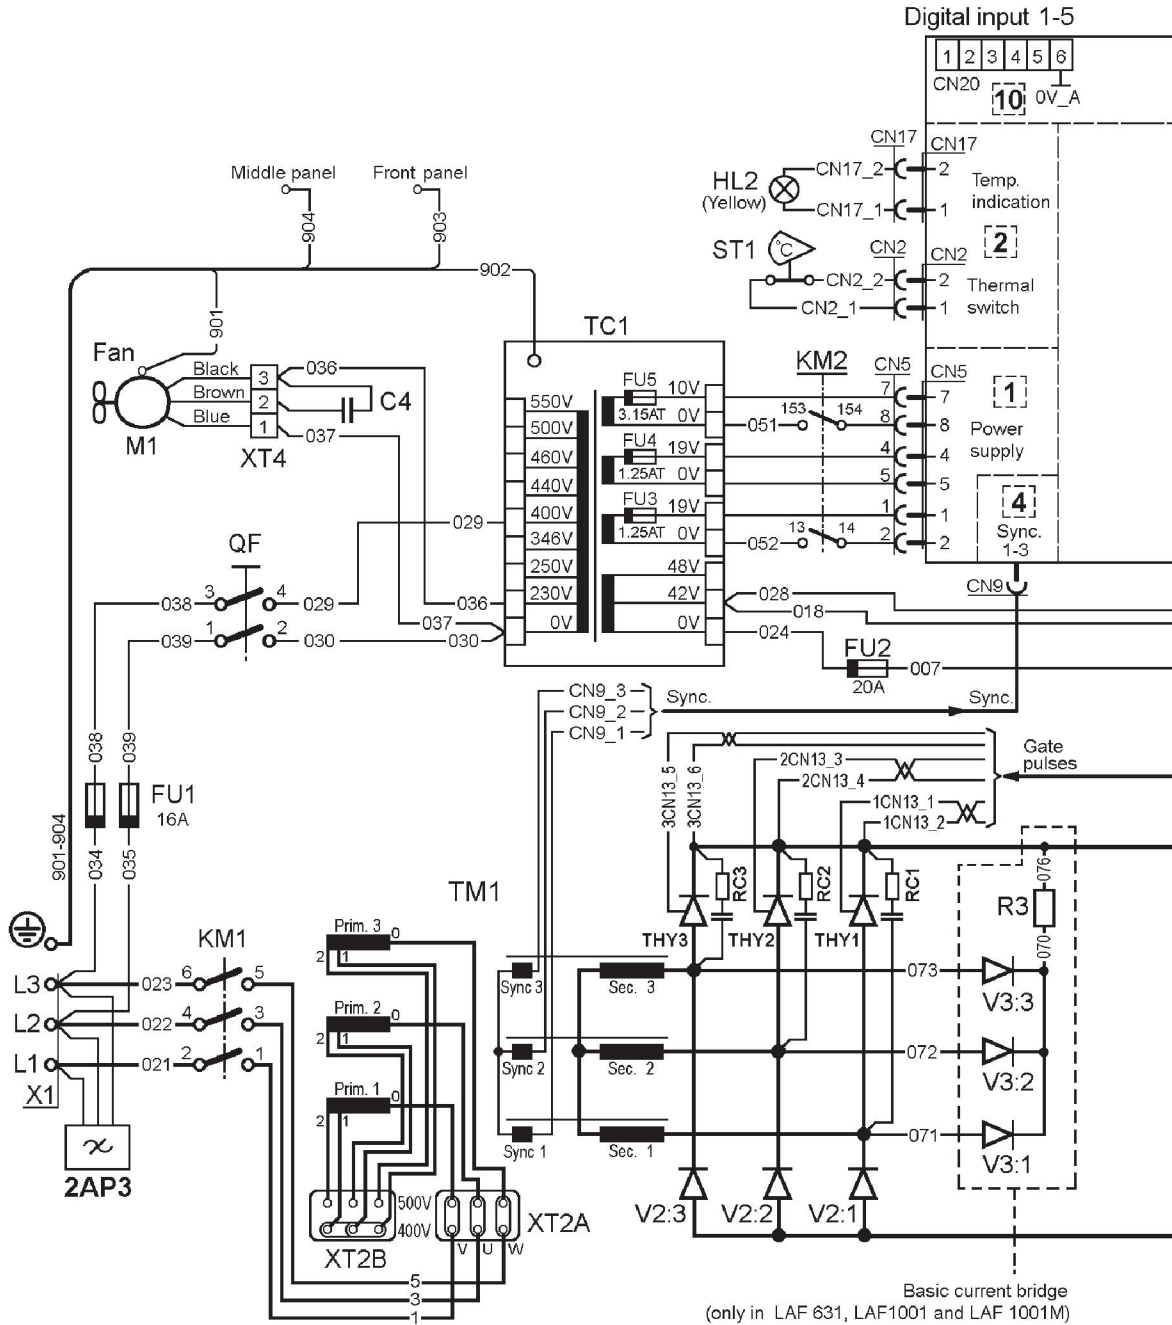 Digital input 1-5
1 2 3 4 5 6
CN20
10
0V_A
CN17
CN17
HL2
(Yellow)
CN17_2
2
CN17_1
1
Temp.
indication
2
ST1
°C
CN2
CN2
CN2_2
2
CN2_1
1
Thermal
switch
Middle panel
Front panel
904
903
902
901
Fan
M1
Black
Brown
Blue
3
2
1
XT4
036
037
C4
TC1
550V
500V
460V
440V
400V
346V
250V
230V
0V
FU5
3.15AT
10V
0V
FU4
1.25AT
19V
0V
FU3
1.25AT
19V
0V
48V
42V
0V
KM2
051
153
154
052
13
14
CN5
CN5
7
7
8
8
4
4
5
5
1
1
2
2
1
Power
supply
4
Sync.
1-3
CN9
028
018
024
FU2
20A
007
029
036
037
030
QF
038
3
4
029
039
1
2
030
038
039
FU1
16A
034
035
901-904
CN9_3
CN9_2
CN9_1
Sync.
Sync.
Gate
pulses
3CN13_5
3CN13_6
2CN13_3
2CN13_4
1CN13_1
1CN13_2
RC3
RC2
RC1
THY3
THY2
THY1
076
R3
070
TM1
KM1
L3
023
6
5
L2
022
4
3
L1
021
2
1
X1
2AP3
Prim. 3
0
2
1
Prim. 2
0
2
1
Prim. 1
0
2
1
Sync 3
Sec. 3
073
V3:3
Sync 2
Sec. 2
072
V3:2
Sync 1
Sec. 1
071
V3:1
V2:3
V2:2
V2:1
500V
400V
XT2B
XT2A
V
U
W
5
3
1
Basic current bridge
(only in LAF 631, LAF1001 and LAF 1001M)